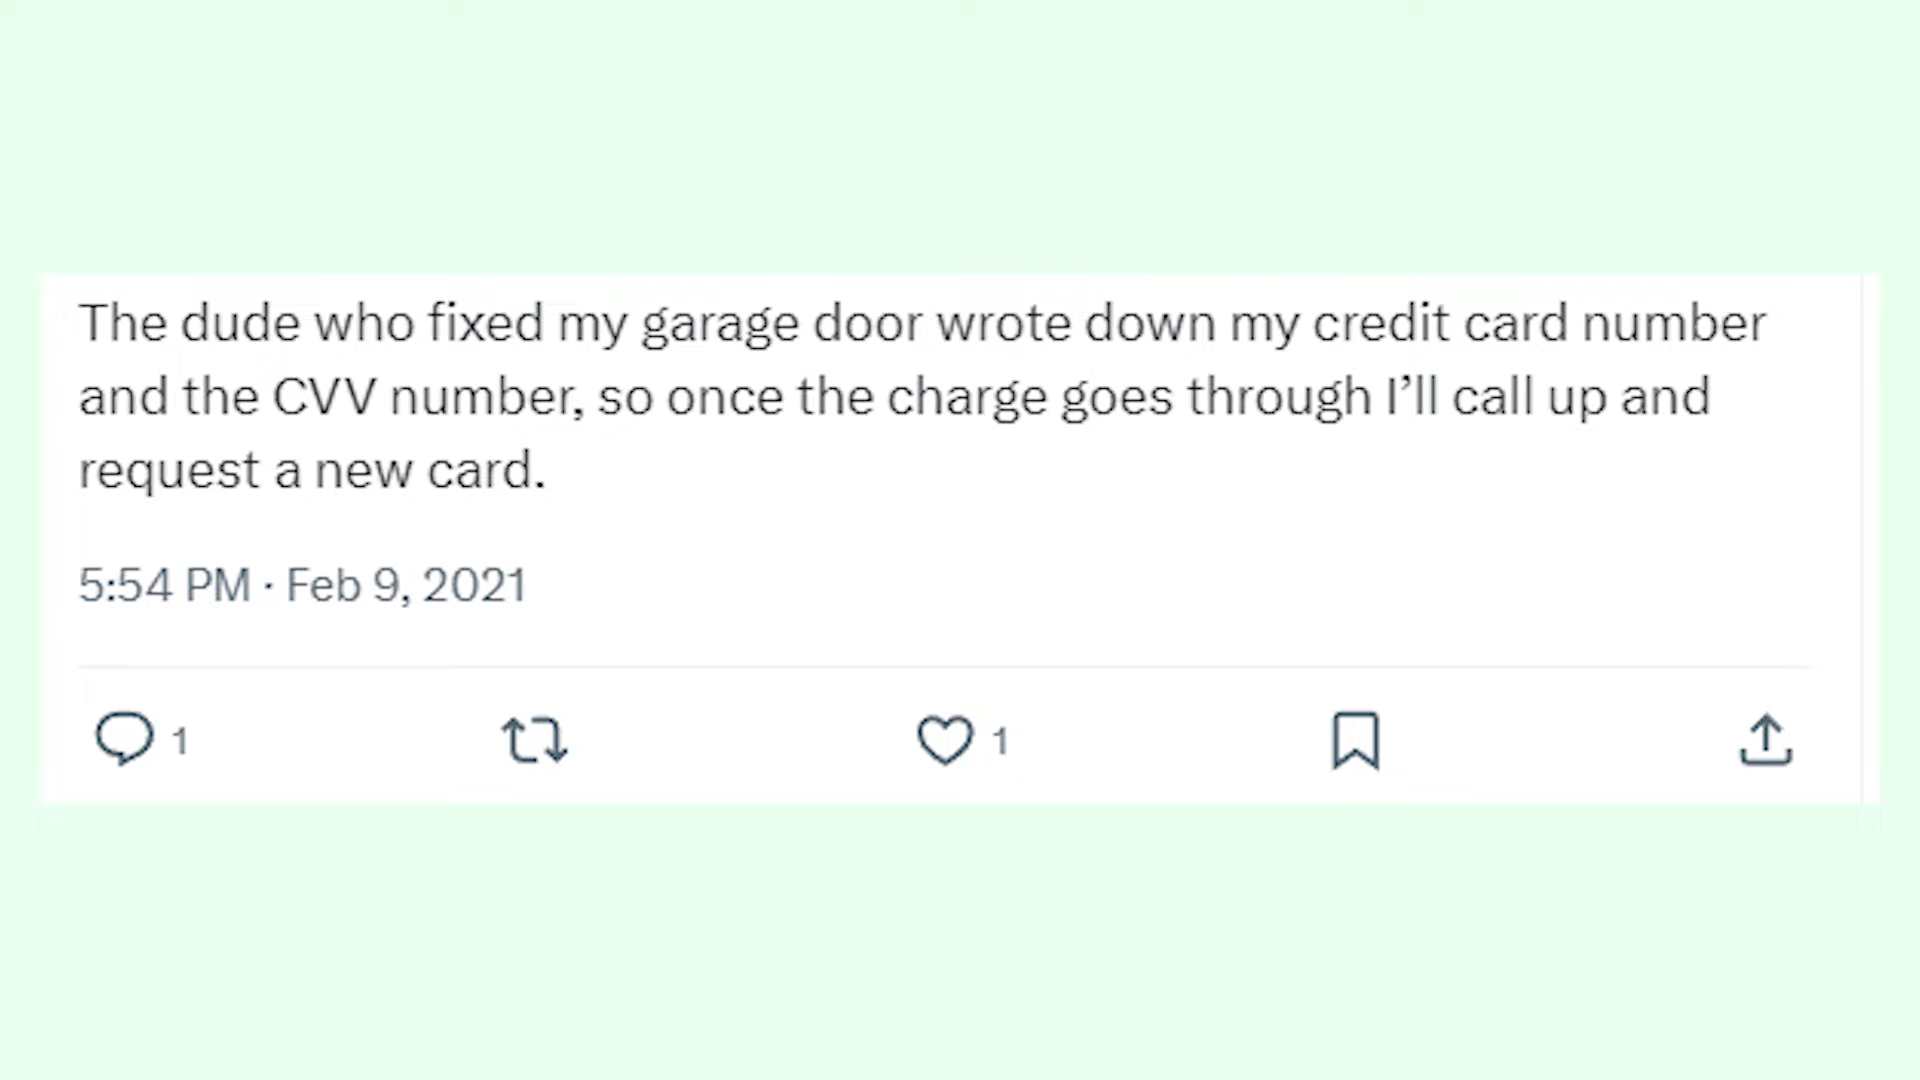 The dude who fixed my garage door wrote down my credit card number
and the CVV number, so once the charge goes through I’ll call up and
request a new card.
5:54 PM · Feb 9, 2021
1 1